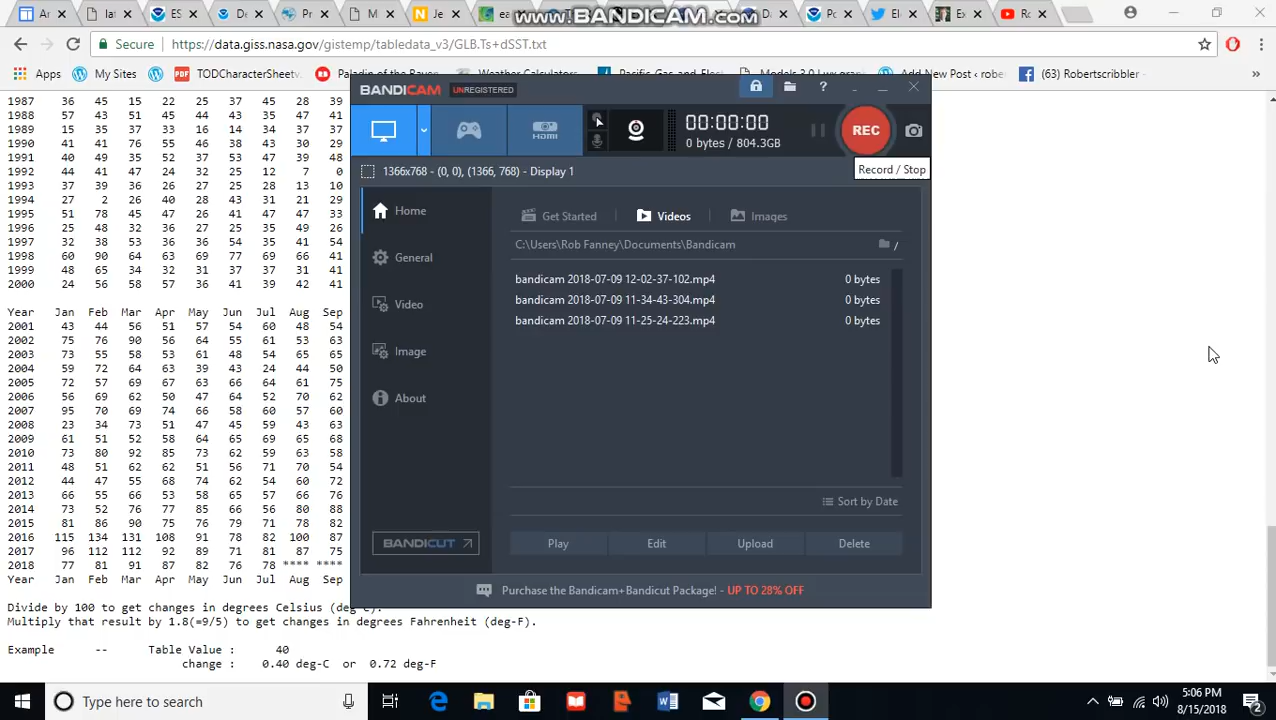 www.BANDICAM.com
Secure
https://data.giss.nasa.gov/gistemp/tabledata_v3/GLB.Ts+dSST.txt
Apps My Sites TODCharacterSheetv. Paladin of the Raven Weather Calculators Pacific Gas and Elect Models 3.0 Add New Post ‹ robe (63) Robertscribbler »
1987 36 45 15 22 25 37 45 28 39
1988 57 43 51 45 44 43 35 47 41
1989 15 35 37 33 16 14 34 37 37
1990 41 41 76 55 46 38 43 30 29
1991 40 49 35 52 37 53 47 39 48
1992 44 41 47 24 32 25 12 7 0
1993 37 39 36 26 27 25 28 13 10
1994 27 2 26 40 28 43 31 21 29
1995 51 78 45 47 26 41 47 47 33
1996 25 48 32 36 27 25 35 49 26
1997 32 38 53 36 36 54 35 41 54
1998 60 90 64 63 69 77 69 66 41
1999 48 65 34 32 31 37 37 31 41
2000 24 56 58 57 36 41 39 42 41
Year Jan Feb Mar Apr May Jun Jul Aug Sep
2001 43 44 56 51 57 54 60 48 54
2002 75 76 90 56 64 55 61 53 63
2003 73 55 58 53 61 48 54 65 65
2004 59 72 64 63 39 43 24 44 50
2005 72 57 69 67 63 66 64 61 75
2006 56 69 62 50 47 64 52 70 62
2007 95 70 69 74 66 58 60 57 60
2008 23 34 73 51 47 45 59 43 63
2009 61 51 52 58 64 65 69 65 68
2010 73 80 92 85 73 62 59 63 58
2011 48 51 62 62 51 56 71 70 54
2012 44 47 55 68 74 62 54 60 72
2013 66 55 66 53 58 65 57 66 76
2014 73 52 76 77 85 66 56 80 88
2015 81 86 90 75 76 79 71 78 82
2016 115 134 131 108 91 78 82 100 87
2017 96 112 112 92 89 71 81 87 75
2018 77 81 91 87 82 76 78 **** ****
Year Jan Feb Mar Apr May Jun Jul Aug Sep
Divide by 100 to get changes in degrees Celsius (deg-C).
Multiply that result by 1.8(=9/5) to get changes in degrees Fahrenheit (deg-F).
Example -- Table Value : 40
change : 0.40 deg-C or 0.72 deg-F
BANDICAM UNREGISTERED
HDMI
00:00:00
0 bytes / 804.3GB
REC
Record / Stop
1366x768 - (0, 0), (1366, 768) - Display 1
Home
General
Video
Image
About
BANDICUT
Get Started Videos Images
C:\Users\Rob Fanney\Documents\Bandicam
/
bandicam 2018-07-09 12-02-37-102.mp4 0 bytes
bandicam 2018-07-09 11-34-43-304.mp4 0 bytes
bandicam 2018-07-09 11-25-24-223.mp4 0 bytes
Sort by Date
Play Edit Upload Delete
Purchase the Bandicam+Bandicut Package! - UP TO 28% OFF
Type here to search
5:06 PM
8/15/2018
2